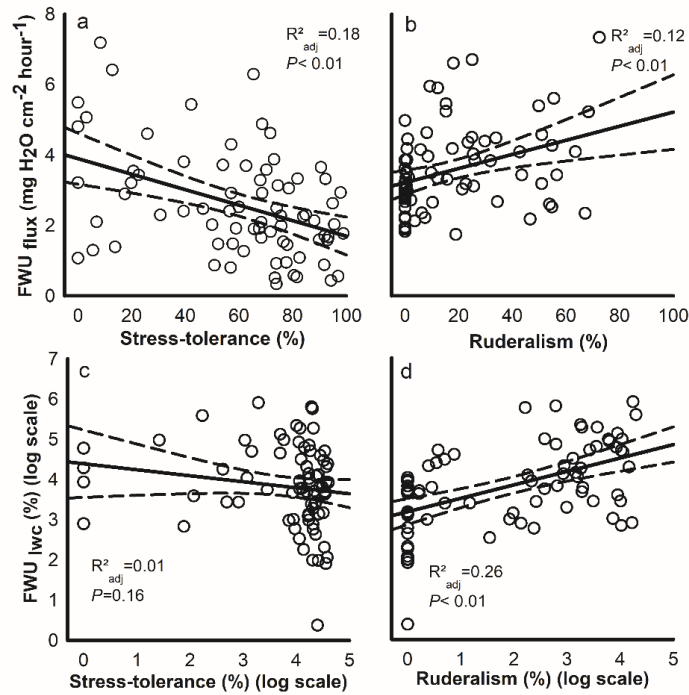 a
R²adj=0.18
P< 0.01
8
6
4
2
0
FWU flux (mg H2O cm-2 hour-1)
0 20 40 60 80 100
Stress-tolerance (%)
b
R²adj=0.12
P< 0.01
0 20 40 60 80 100
Ruderalism (%)
c
7
6
5
4
3
2
1
0
FWU lwc (%) (log scale)
R²adj=0.01
P=0.16
0 1 2 3 4 5
Stress-tolerance (%) (log scale)
d
R²adj=0.26
P< 0.01
0 1 2 3 4 5
Ruderalism (%) (log scale)